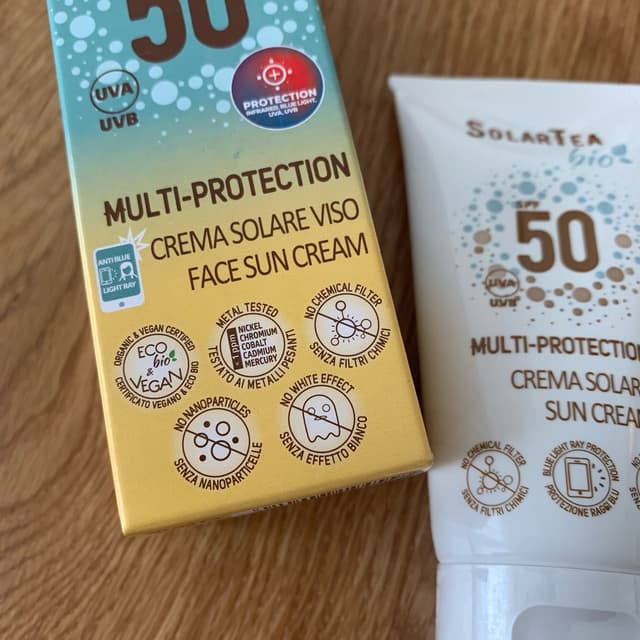 50
UVA
UVB
PROTECTION
INFRARED, BLUE LIGHT,
UVA, UVB
MULTI-PROTECTION
CREMA SOLARE VISO
FACE SUN CREAM
ANTI BLUE
LIGHT RAY
ORGANIC & VEGAN CERTIFIED
ECO
bio
&
VEGAN
CERTIFICATO VEGANO & ECO BIO
METAL TESTED
NICKEL
CHROMIUM
COBALT
CADMIUM
MERCURY
TESTATO AI METALLI PESANTI
NO CHEMICAL FILTER
SENZA FILTRI CHIMICI
NO NANOPARTICLES
SENZA NANOPARTICELLE
NO WHITE EFFECT
SENZA EFFETTO BIANCO
SOLARTEA
bio
SPF
50
UVA
UVB
MULTI-PROTECTION
CREMA SOLAR
SUN CREAM
NO CHEMICAL FILTER
SENZA FILTRI CHIMICI
BLUE LIGHT RAY PROTECTION
PROTEZIONE RAGGI BLU